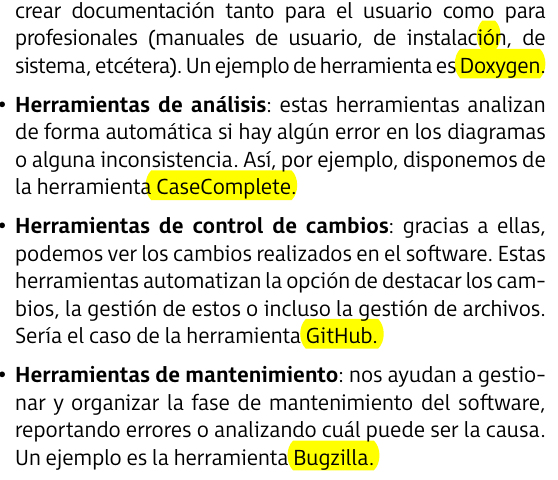 crear documentación tanto para el usuario como para
profesionales (manuales de usuario, de instalación, de
sistema, etcétera). Un ejemplo de herramienta es Doxygen.
• Herramientas de análisis: estas herramientas analizan
de forma automática si hay algún error en los diagramas
o alguna inconsistencia. Así, por ejemplo, disponemos de
la herramienta CaseComplete.
• Herramientas de control de cambios: gracias a ellas,
podemos ver los cambios realizados en el software. Estas
herramientas automatizan la opción de destacar los cam-
bios, la gestión de estos o incluso la gestión de archivos.
Sería el caso de la herramienta GitHub.
• Herramientas de mantenimiento: nos ayudan a gestio-
nar y organizar la fase de mantenimiento del software,
reportando errores o analizando cuál puede ser la causa.
Un ejemplo es la herramienta Bugzilla.